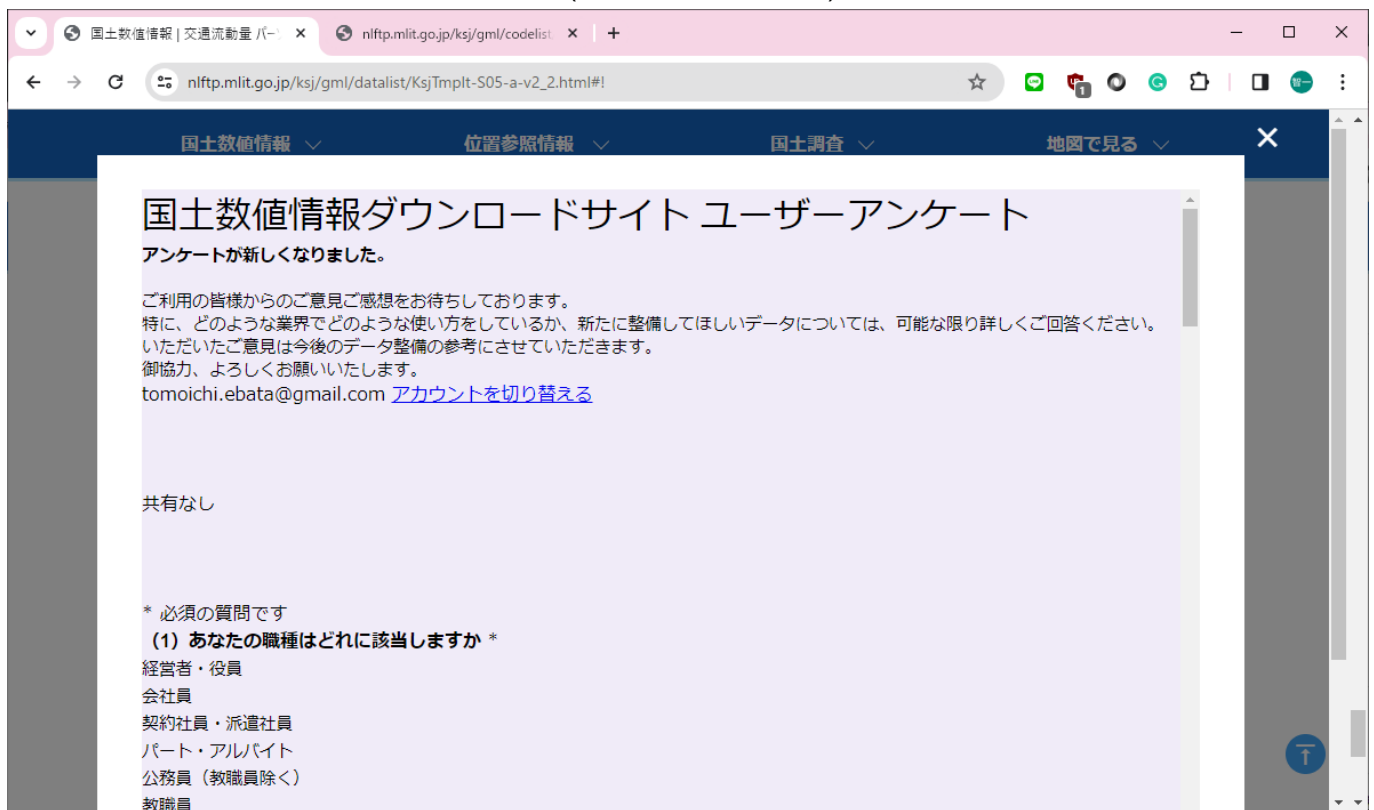 国土数値情報 | 交通流動量 パーソ
nlftp.mlit.go.jp/ksj/gml/codelist
nlftp.mlit.go.jp/ksj/gml/datalist/KsjTmplt-S05-a-v2_2.html#!
1
智一
国土数値情報 位置参照情報 国土調査 地図で見る
国土数値情報ダウンロードサイト ユーザーアンケート
アンケートが新しくなりました。
ご利用の皆様からのご意見ご感想をお待ちしております。
特に、どのような業界でどのような使い方をしているか、新たに整備してほしいデータについては、可能な限り詳しくご回答ください。
いただいたご意見は今後のデータ整備の参考にさせていただきます。
御協力、よろしくお願いいたします。
tomoichi.ebata@gmail.com アカウントを切り替える
共有なし
* 必須の質問です
（1）あなたの職種はどれに該当しますか *
経営者・役員
会社員
契約社員・派遣社員
パート・アルバイト
公務員（教職員除く）
教職員